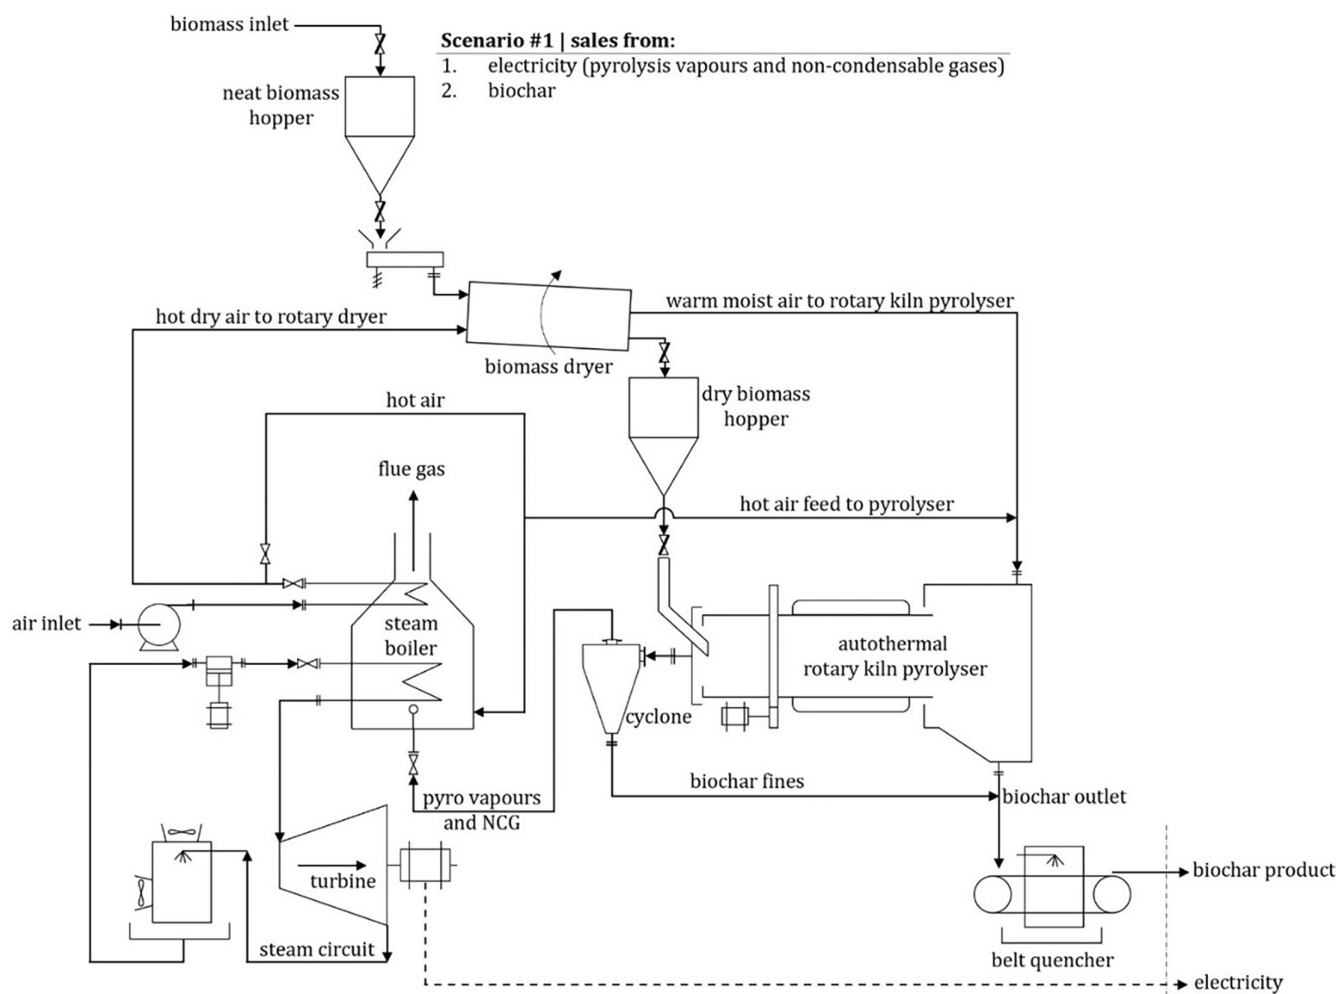 biomass inlet
Scenario #1 | sales from:
1. electricity (pyrolysis vapours and non-condensable gases)
2. biochar
neat biomass
hopper
warm moist air to rotary kiln pyrolyser
hot dry air to rotary dryer
biomass dryer
dry biomass
hopper
hot air
flue gas
hot air feed to pyrolyser
air inlet
steam
boiler
autothermal
rotary kiln pyrolyser
cyclone
biochar fines
biochar outlet
pyro vapours
and NCG
turbine
biochar product
steam circuit
belt quencher
electricity